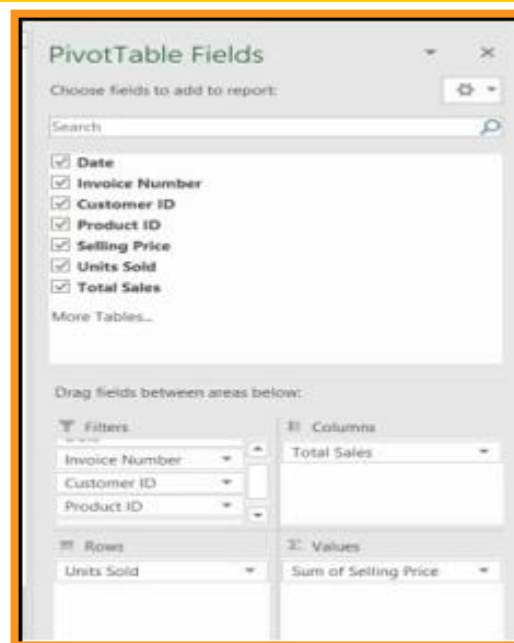 PivotTable Fields
Choose fields to add to report:
Search
Date
Invoice Number
Customer ID
Product ID
Selling Price
Units Sold
Total Sales
More Tables...
Drag fields between areas below:
Filters
Columns
Invoice Number
Total Sales
Customer ID
Product ID
Rows
Values
Units Sold
Sum of Selling Price